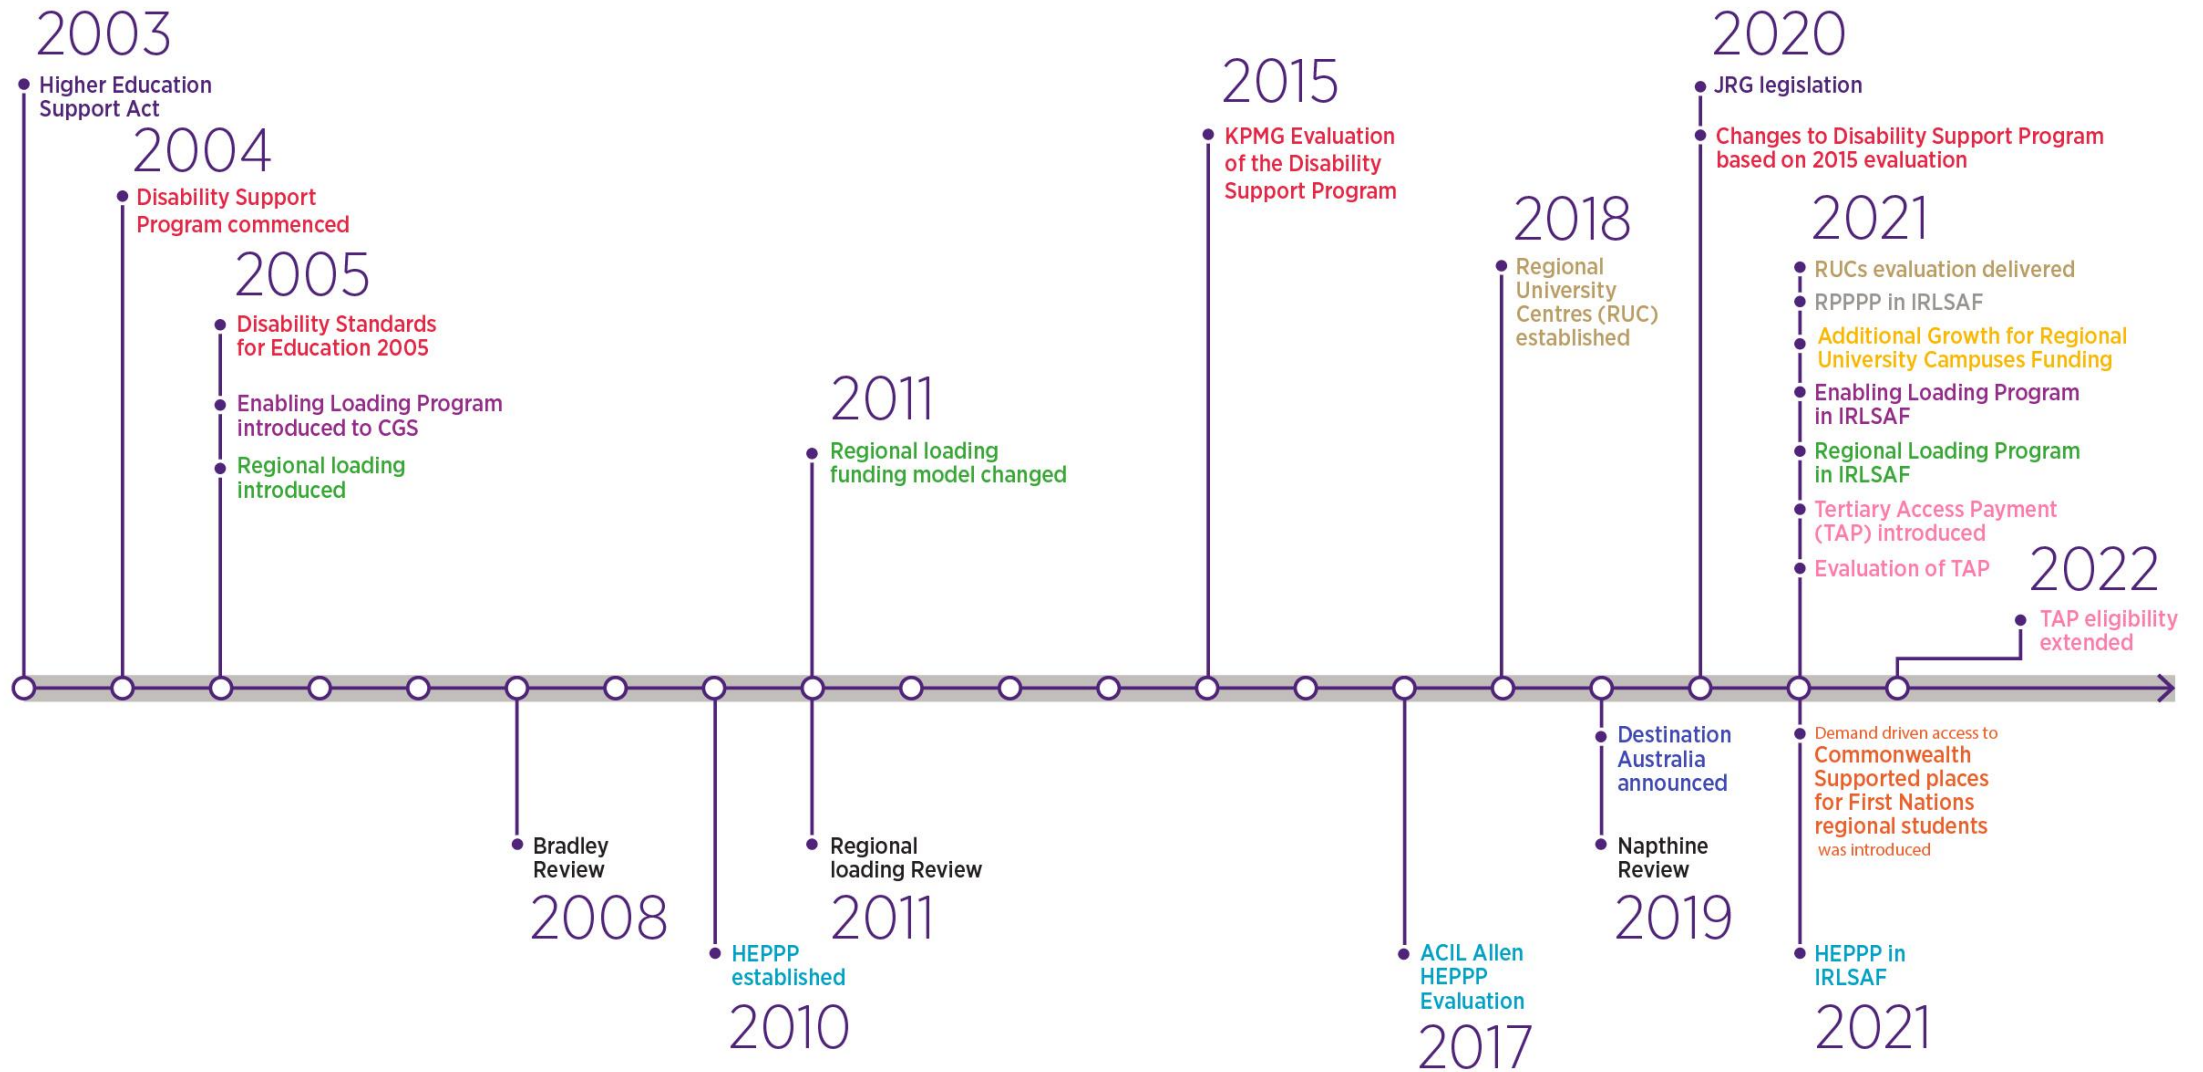 2003
Higher Education
Support Act
2004
Disability Support
Program commenced
2005
Disability Standards
for Education 2005
Enabling Loading Program
introduced to CGS
Regional loading
introduced
2011
Regional loading
funding model changed
2015
KPMG Evaluation
of the Disability
Support Program
2018
Regional
University
Centres (RUC)
established
2020
JRG legislation
Changes to Disability Support Program
based on 2015 evaluation
2021
RUCs evaluation delivered
RPPPP in IRLSAF
Additional Growth for Regional
University Campuses Funding
Enabling Loading Program
in IRLSAF
Regional Loading Program
in IRLSAF
Tertiary Access Payment
(TAP) introduced
Evaluation of TAP
2022
TAP eligibility
extended
Bradley
Review
2008
HEPPP
established
2010
Regional
loading Review
2011
ACIL Allen
HEPPP
Evaluation
2017
Destination
Australia
announced
Napthine
Review
2019
Demand driven access to
Commonwealth
Supported places
for First Nations
regional students
was introduced
HEPPP in
IRLSAF
2021